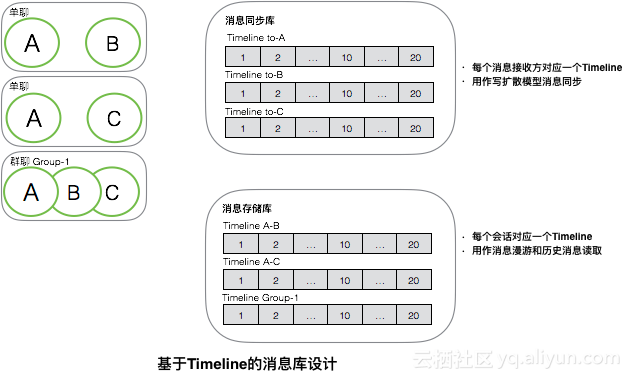 单聊
A B
单聊
A C
群聊 Group-1
A B C
消息同步库
Timeline to-A
1 2 ... 10 ... 20
Timeline to-B
1 2 ... 10 ... 20
Timeline to-C
1 2 ... 10 ... 20
· 每个消息接收方对应一个Timeline
· 用作写扩散模型消息同步
消息存储库
Timeline A-B
1 2 ... 10 ... 20
Timeline A-C
1 2 ... 10 ... 20
Timeline Group-1
1 2 ... 10 ... 20
· 每个会话对应一个Timeline
· 用作消息漫游和历史消息读取
基于Timeline的消息库设计
云栖社区 yq.aliyun.com